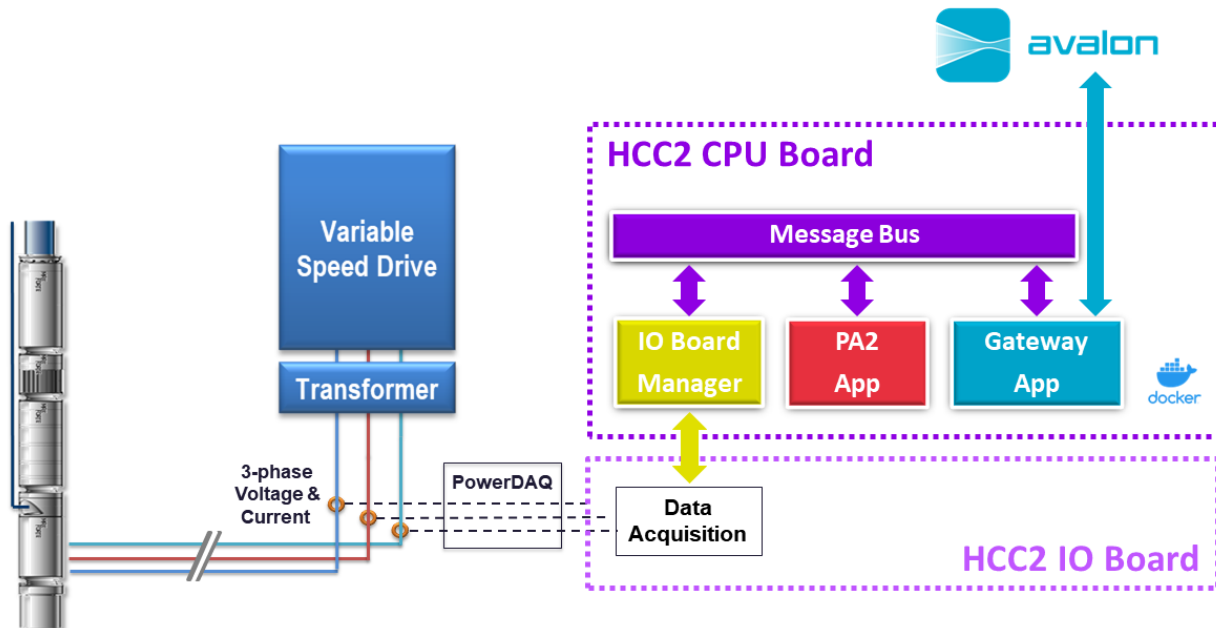 avalon
HCC2 CPU Board
Message Bus
IO Board
Manager
PA2
App
Gateway
App
docker
Variable
Speed Drive
Transformer
3-phase
Voltage &
Current
PowerDAQ
Data
Acquisition
HCC2 IO Board